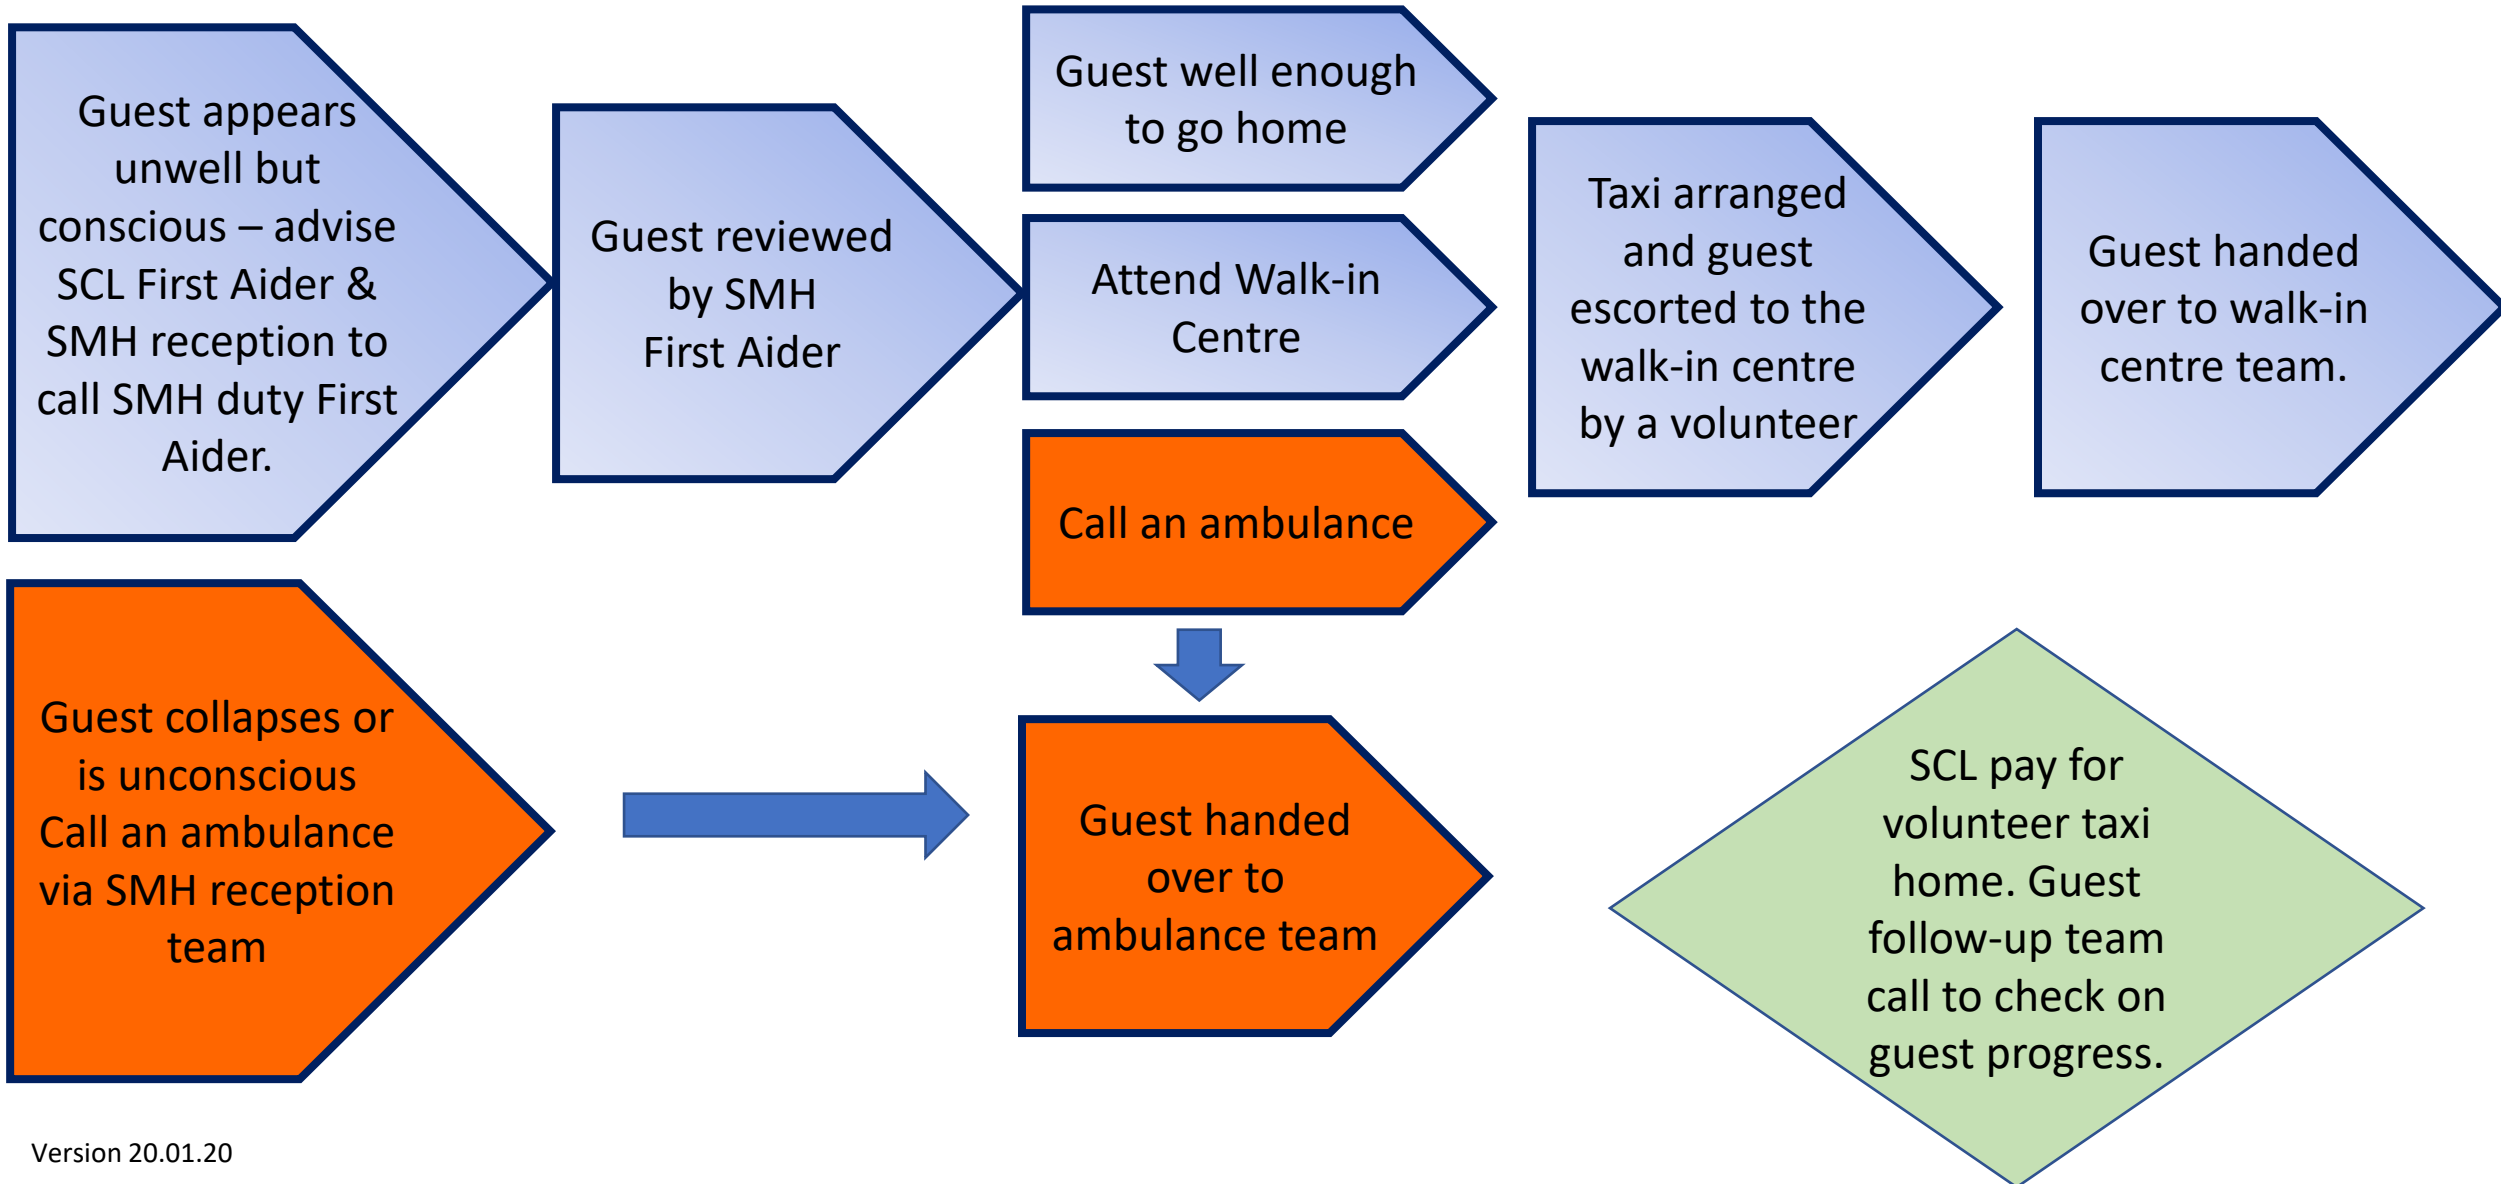 Guest appears
unwell but
conscious – advise
SCL First Aider &
SMH reception to
call SMH duty First
Aider.
Guest reviewed
by SMH
First Aider
Guest well enough
to go home
Attend Walk-in
Centre
Call an ambulance
Taxi arranged
and guest
escorted to the
walk-in centre
by a volunteer
Guest handed
over to walk-in
centre team.
Guest collapses or
is unconscious
Call an ambulance
via SMH reception
team
Guest handed
over to
ambulance team
SCL pay for
volunteer taxi
home. Guest
follow-up team
call to check on
guest progress.
Version 20.01.20